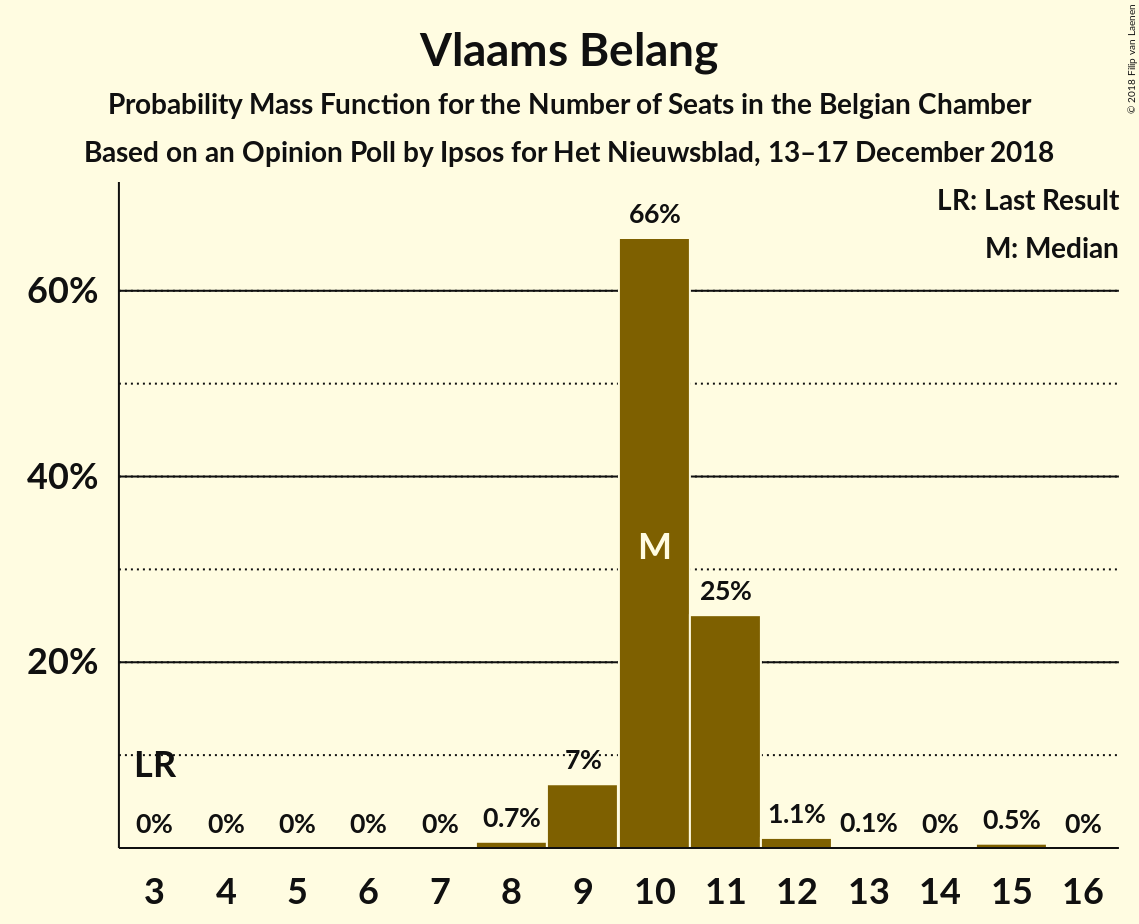 Vlaams Belang
Probability Mass Function for the Number of Seats in the Belgian Chamber
Based on an Opinion Poll by Ipsos for Het Nieuwsblad, 13–17 December 2018
© 2018 Filip van Laenen
LR: Last Result
M: Median
60%
40%
20%
LR
M
0% 0% 0% 0% 0% 0.7% 7% 66% 25% 1.1% 0.1% 0% 0.5% 0%
3 4 5 6 7 8 9 10 11 12 13 14 15 16